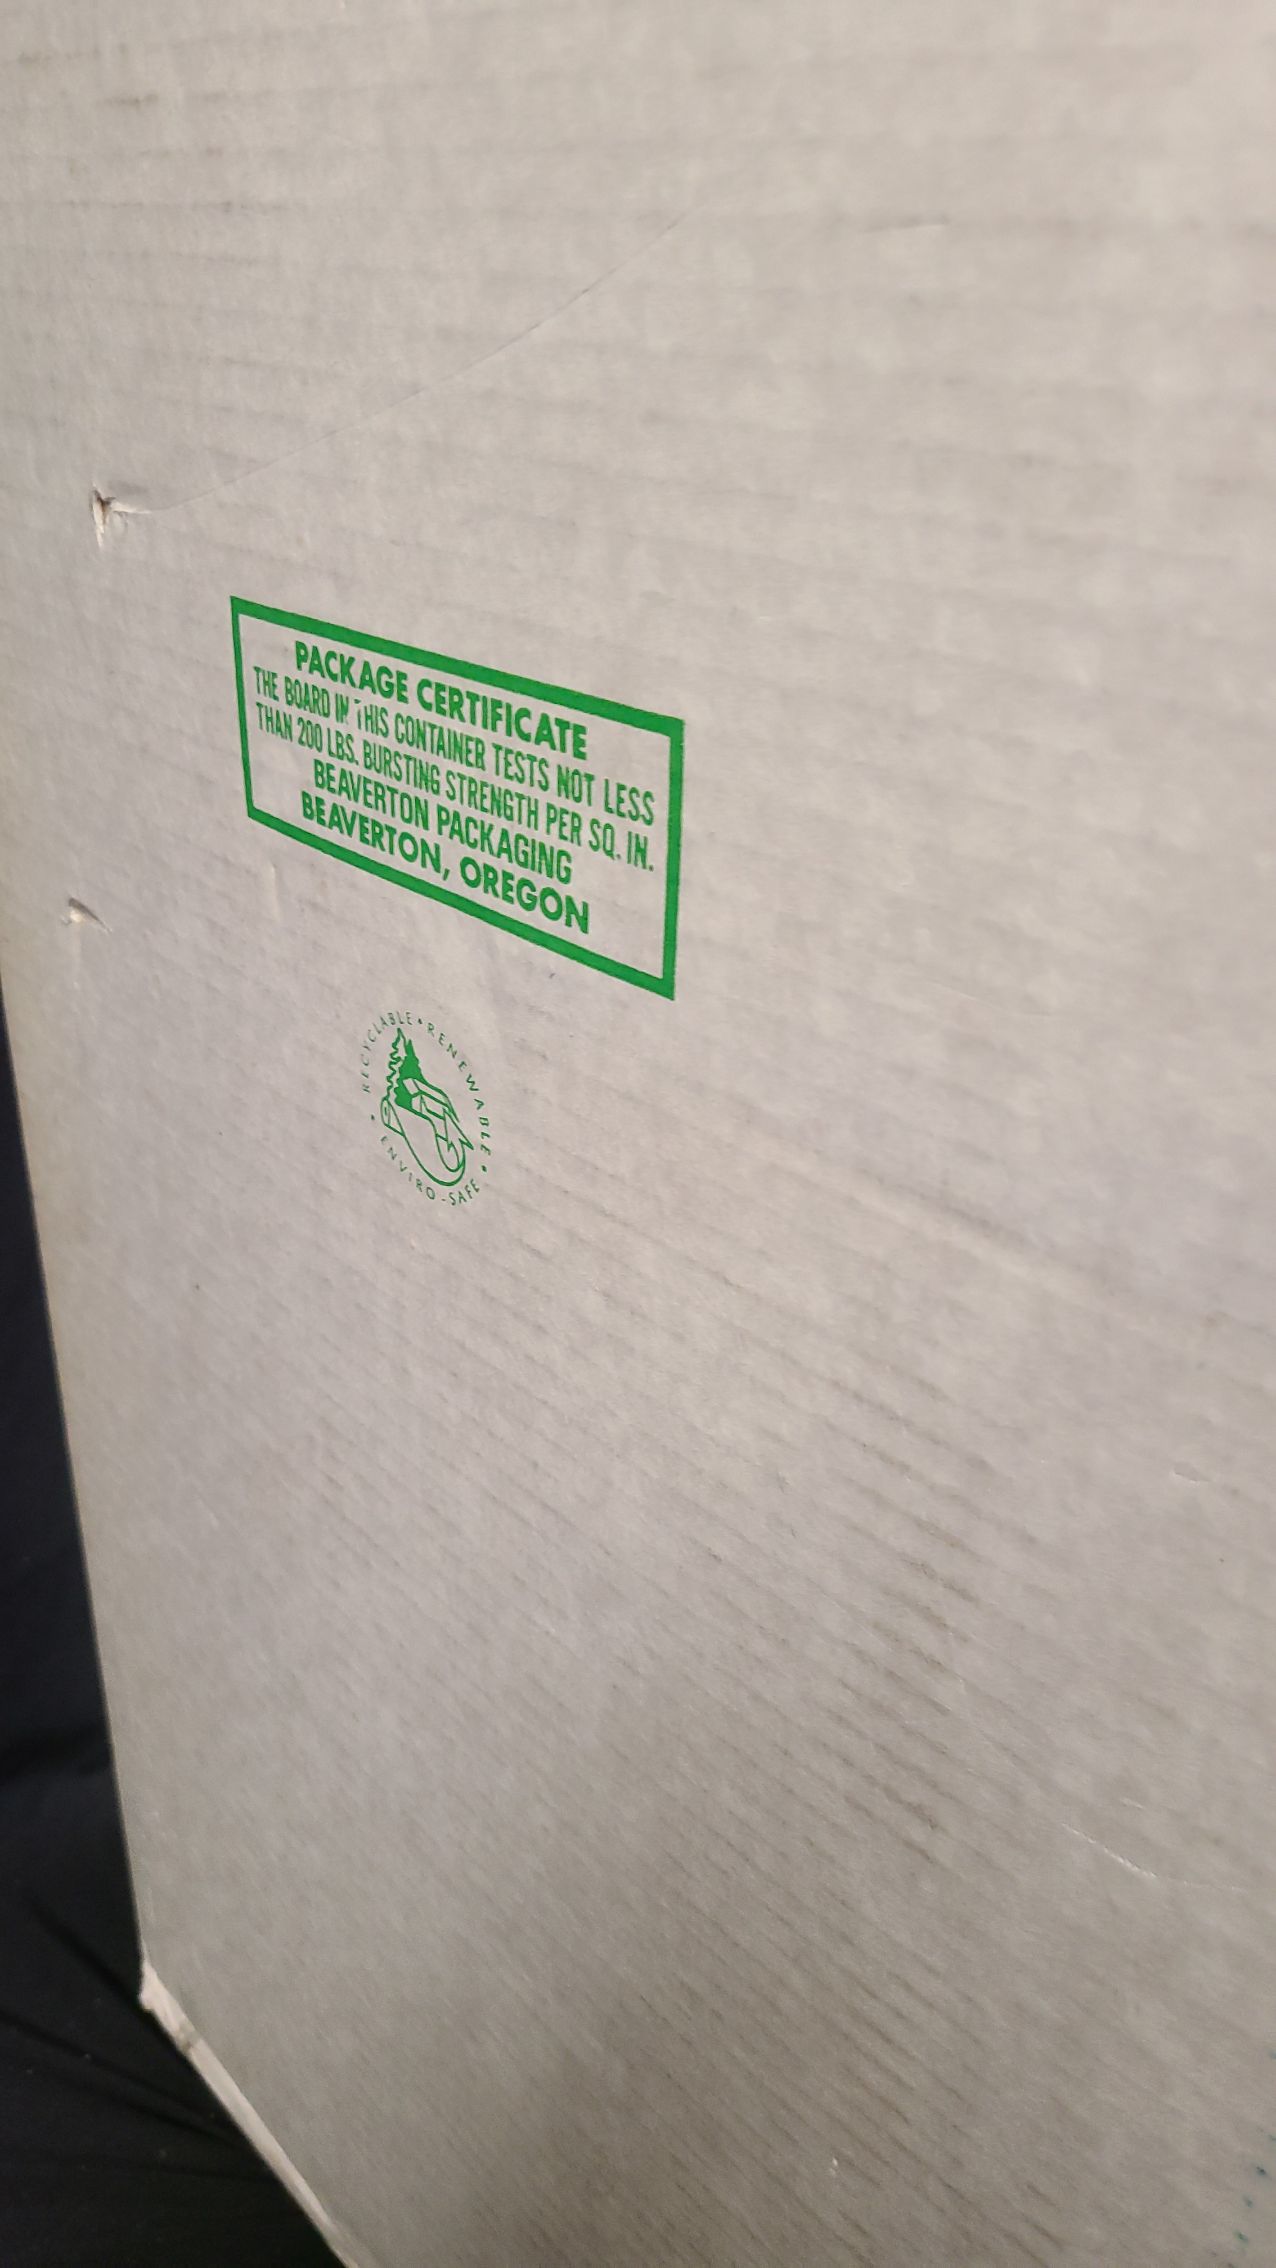 PACKAGE CERTIFICATE
THE BOARD IN THIS CONTAINER TESTS NOT LESS
THAN 200 LBS. BURSTING STRENGTH PER SQ. IN.
BEAVERTON PACKAGING
BEAVERTON, OREGON
RECYCLABLE • RENEWABLE • ENVIRO-SAFE •